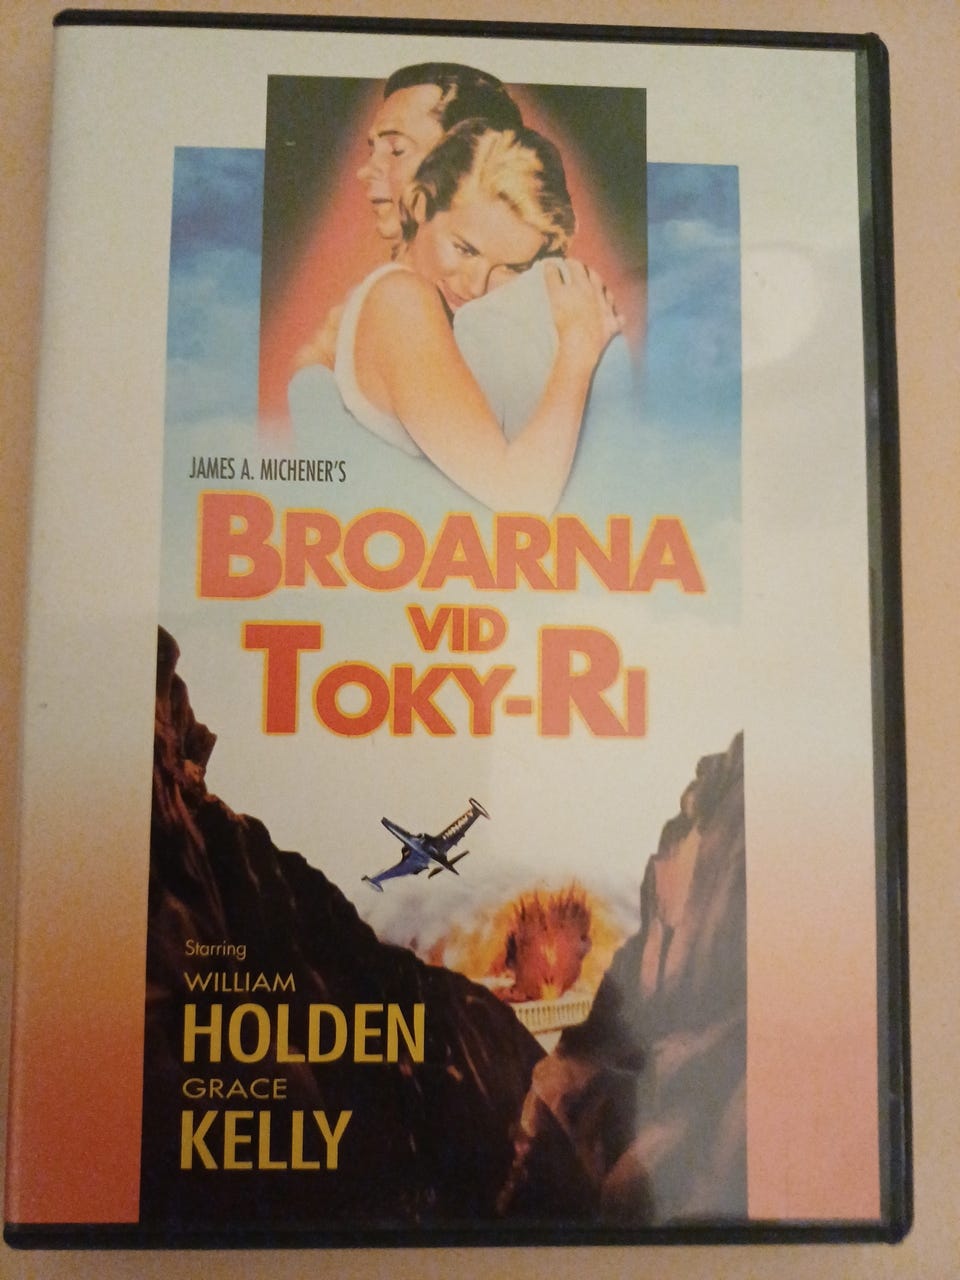 JAMES A. MICHENER'S
BROARNA
VID
TOKY-RI
Starring
WILLIAM
HOLDEN
GRACE
KELLY